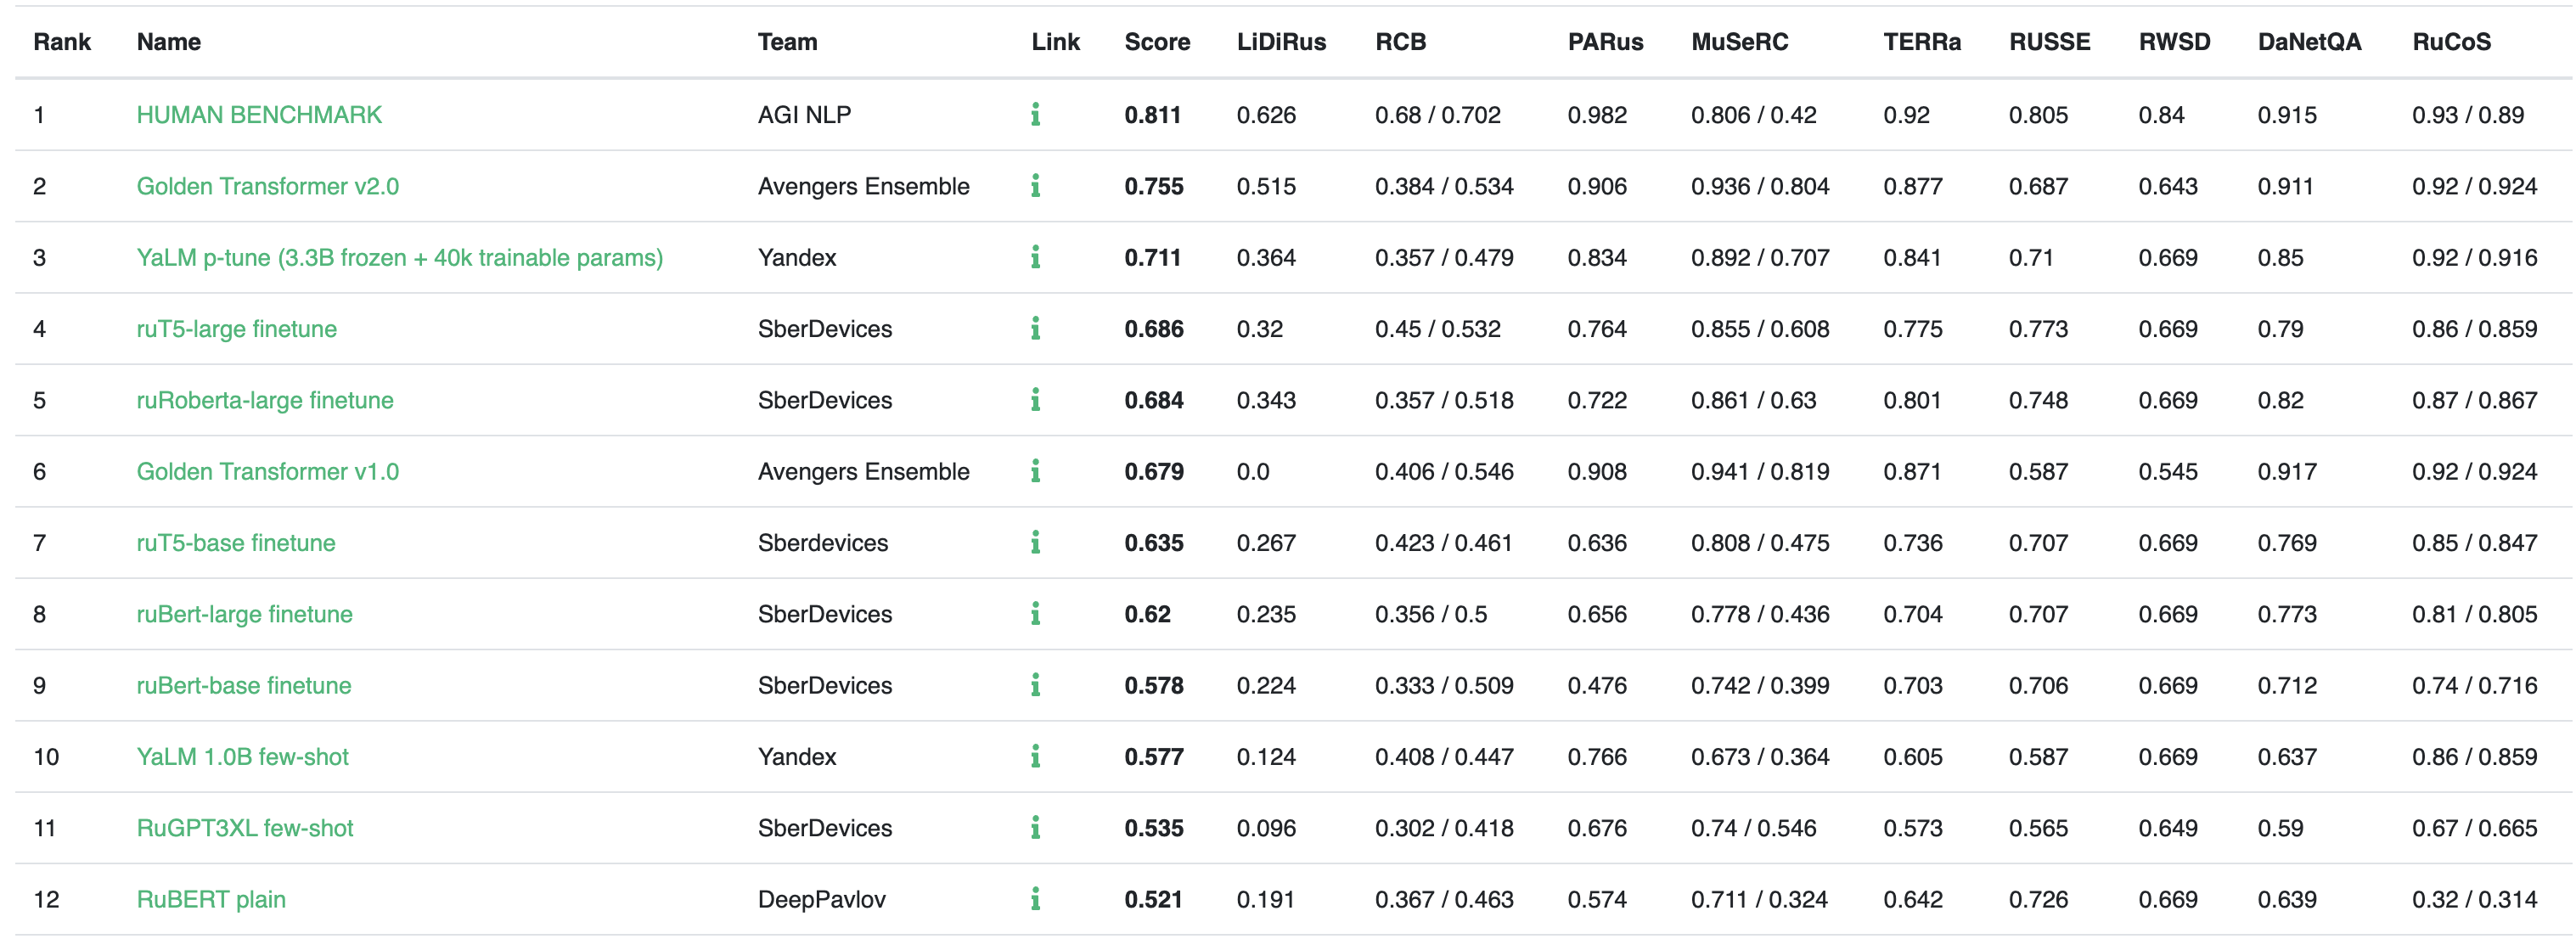 Rank Name Team Link Score LiDiRus RCB PARus MuSeRC TERRa RUSSE RWSD DaNetQA RuCoS
1 HUMAN BENCHMARK AGI NLP 0.811 0.626 0.68 / 0.702 0.982 0.806 / 0.42 0.92 0.805 0.84 0.915 0.93 / 0.89
2 Golden Transformer v2.0 Avengers Ensemble 0.755 0.515 0.384 / 0.534 0.906 0.936 / 0.804 0.877 0.687 0.643 0.911 0.92 / 0.924
3 YaLM p-tune (3.3B frozen + 40k trainable params) Yandex 0.711 0.364 0.357 / 0.479 0.834 0.892 / 0.707 0.841 0.71 0.669 0.85 0.92 / 0.916
4 ruT5-large finetune SberDevices 0.686 0.32 0.45 / 0.532 0.764 0.855 / 0.608 0.775 0.773 0.669 0.79 0.86 / 0.859
5 ruRoberta-large finetune SberDevices 0.684 0.343 0.357 / 0.518 0.722 0.861 / 0.63 0.801 0.748 0.669 0.82 0.87 / 0.867
6 Golden Transformer v1.0 Avengers Ensemble 0.679 0.0 0.406 / 0.546 0.908 0.941 / 0.819 0.871 0.587 0.545 0.917 0.92 / 0.924
7 ruT5-base finetune Sberdevices 0.635 0.267 0.423 / 0.461 0.636 0.808 / 0.475 0.736 0.707 0.669 0.769 0.85 / 0.847
8 ruBert-large finetune SberDevices 0.62 0.235 0.356 / 0.5 0.656 0.778 / 0.436 0.704 0.707 0.669 0.773 0.81 / 0.805
9 ruBert-base finetune SberDevices 0.578 0.224 0.333 / 0.509 0.476 0.742 / 0.399 0.703 0.706 0.669 0.712 0.74 / 0.716
10 YaLM 1.0B few-shot Yandex 0.577 0.124 0.408 / 0.447 0.766 0.673 / 0.364 0.605 0.587 0.669 0.637 0.86 / 0.859
11 RuGPT3XL few-shot SberDevices 0.535 0.096 0.302 / 0.418 0.676 0.74 / 0.546 0.573 0.565 0.649 0.59 0.67 / 0.665
12 RuBERT plain DeepPavlov 0.521 0.191 0.367 / 0.463 0.574 0.711 / 0.324 0.642 0.726 0.669 0.639 0.32 / 0.314